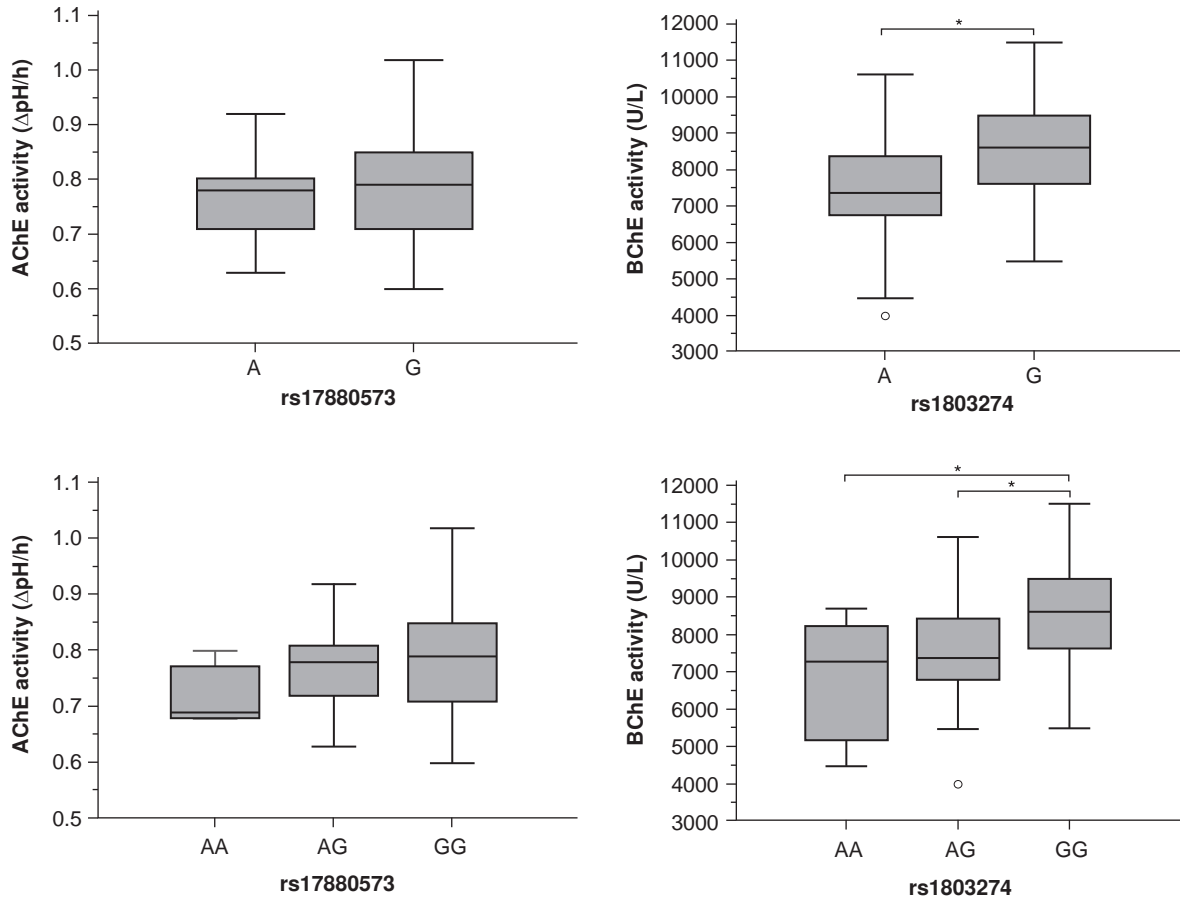 AChE activity (ΔpH/h)
1.1
1.0
0.9
0.8
0.7
0.6
0.5
A
G
rs17880573
BChE activity (U/L)
12000
11000
10000
9000
8000
7000
6000
5000
4000
3000
*
A
G
rs1803274
AChE activity (ΔpH/h)
1.1
1.0
0.9
0.8
0.7
0.6
0.5
AA
AG
GG
rs17880573
BChE activity (U/L)
12000
11000
10000
9000
8000
7000
6000
5000
4000
3000
*
*
AA
AG
GG
rs1803274